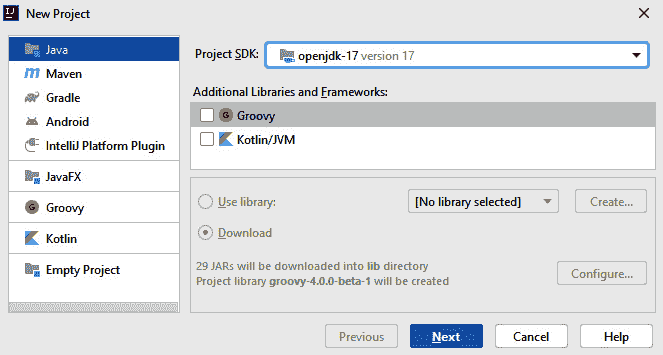 IJ New Project
Java
Maven
Gradle
Android
IntelliJ Platform Plugin
JavaFX
Groovy
Kotlin
Empty Project
Project SDK: openjdk-17 version 17
Additional Libraries and Frameworks:
G Groovy
Kotlin/JVM
Use library: [No library selected] Create...
Download
29 JARs will be downloaded into lib directory
Project library groovy-4.0.0-beta-1 will be created
Configure...
Previous Next Cancel Help